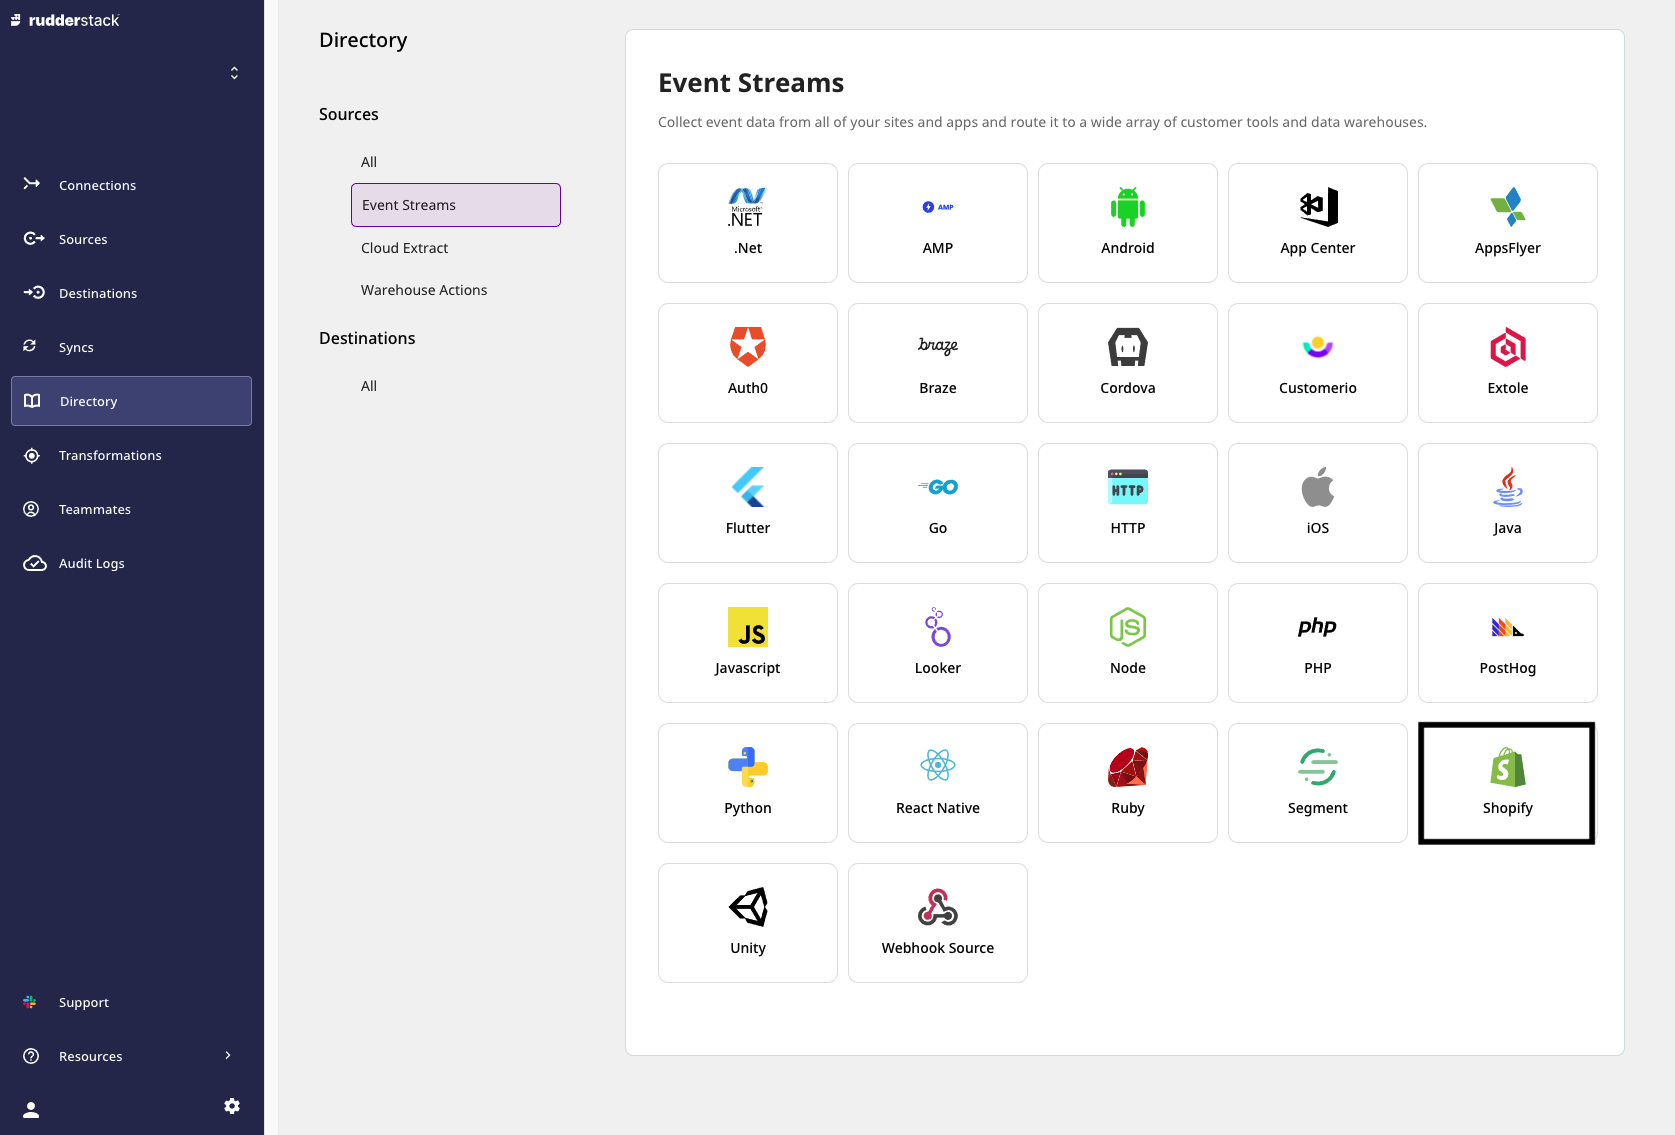 rudderstack
Connections
Sources
Destinations
Syncs
Directory
Transformations
Teammates
Audit Logs
Support
Resources
Directory
Sources
All
Event Streams
Cloud Extract
Warehouse Actions
Destinations
All
Event Streams
Collect event data from all of your sites and apps and route it to a wide array of customer tools and data warehouses.
Microsoft
.NET
.Net
AMP
AMP
Android
App Center
AppsFlyer
Auth0
braze
Braze
Cordova
Customerio
Extole
Flutter
GO
Go
HTTP
HTTP
iOS
Java
JS
Javascript
Looker
JS
Node
php
PHP
PostHog
Python
React Native
Ruby
Segment
S
Shopify
Unity
Webhook Source